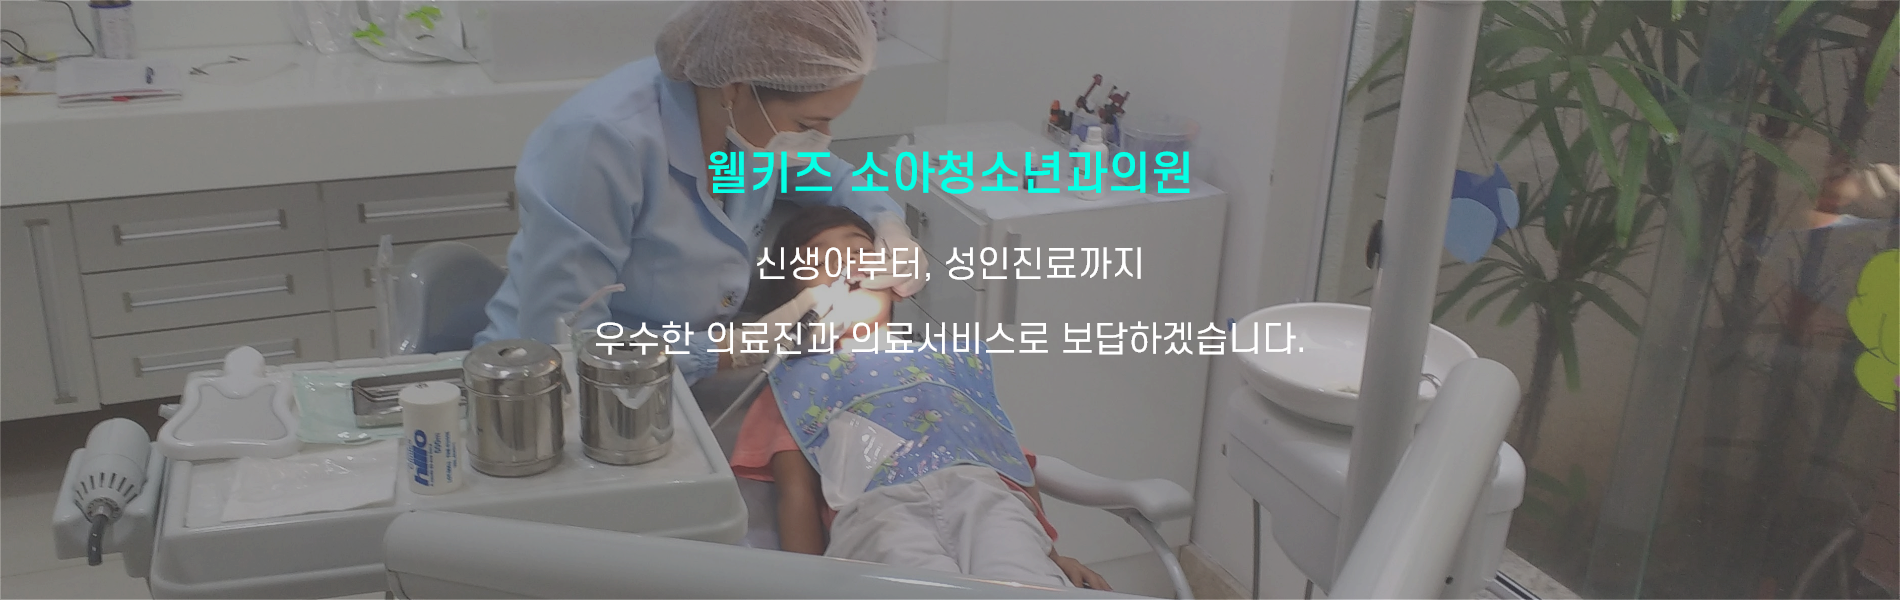 웰키즈 소아청소년과의원
신생아부터, 성인진료까지
우수한 의료진과 의료서비스로 보답하겠습니다.